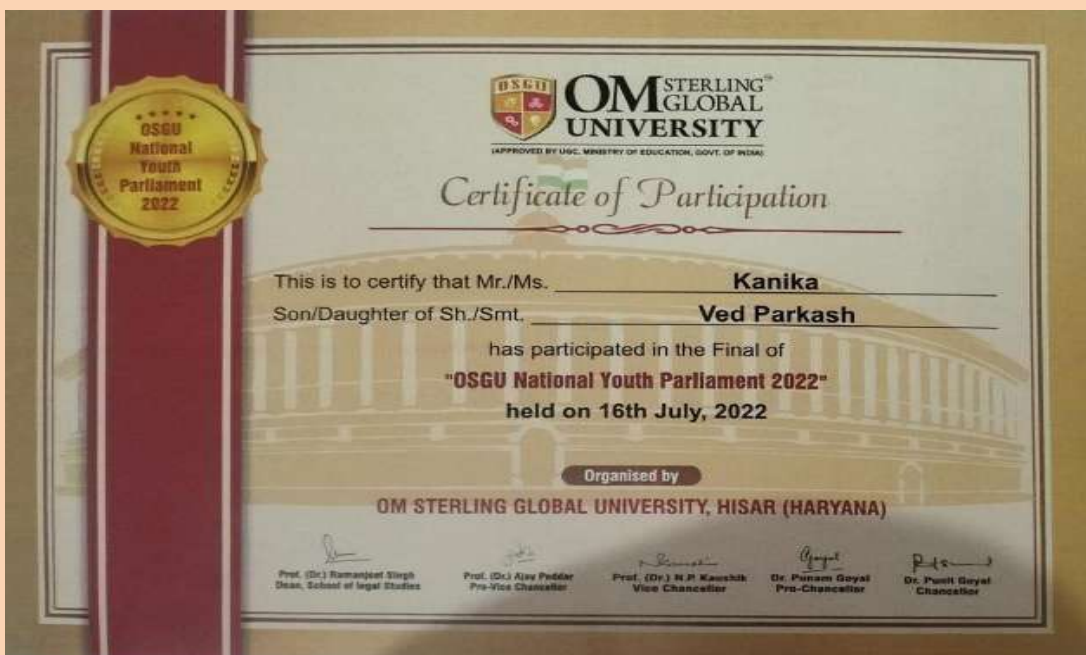 OSGU
National
Youth
Parliament
2022
OSGU
OM STERLING GLOBAL UNIVERSITY
(APPROVED BY UGC, MINISTRY OF EDUCATION, GOVT. OF INDIA)
Certificate of Participation
This is to certify that Mr./Ms. Kanika
Son/Daughter of Sh./Smt. Ved Parkash
has participated in the Final of
"OSGU National Youth Parliament 2022"
held on 16th July, 2022
Organised by
OM STERLING GLOBAL UNIVERSITY, HISAR (HARYANA)
Prof. (Dr.) Ramanjeet Singh
Dean, School of legal Studies
Prof. (Dr.) Ajay Poddar
Pro-Vice Chancellor
Prof. (Dr.) N.P. Kaushik
Vice Chancellor
Dr. Punam Goyal
Pro-Chancellor
Dr. Punit Goyal
Chancellor